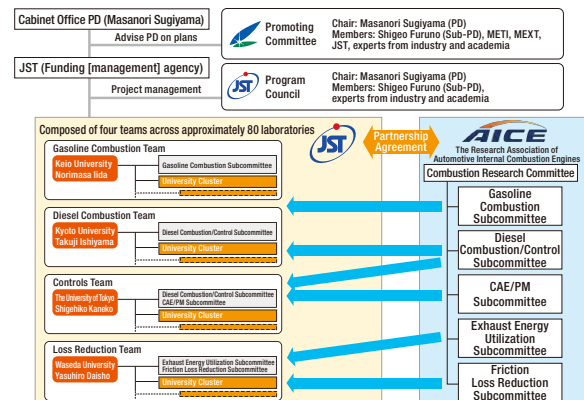 Cabinet Office PD (Masanori Sugiyama)
Advise PD on plans
Promoting
Committee
Chair: Masanori Sugiyama (PD)
Members: Shigeo Furuno (Sub-PD), METI, MEXT,
JST, experts from industry and academia
JST (Funding [management] agency)
Project management
JST
Program
Council
Chair: Masanori Sugiyama (PD)
Members: Shigeo Furuno (Sub-PD),
experts from industry and academia
Composed of four teams across approximately 80 laboratories
JST
Partnership
Agreement
AICE
The Research Association of
Automotive Internal Combustion Engines
Combustion Research Committee
Gasoline Combustion Team
Keio University
Norimasa Iida
Gasoline Combustion Subcommittee
University Cluster
Diesel Combustion Team
Kyoto University
Takuji Ishiyama
Diesel Combustion/Control Subcommittee
University Cluster
Controls Team
The University of Tokyo
Shigehiko Kaneko
Diesel Combustion/Control Subcommittee
CAE/PM Subcommittee
University Cluster
Loss Reduction Team
Waseda University
Yasuhiro Daisho
Exhaust Energy Utilization Subcommittee
Friction Loss Reduction Subcommittee
University Cluster
Gasoline
Combustion
Subcommittee
Diesel
Combustion/Control
Subcommittee
CAE/PM
Subcommittee
Exhaust Energy
Utilization
Subcommittee
Friction
Loss Reduction
Subcommittee